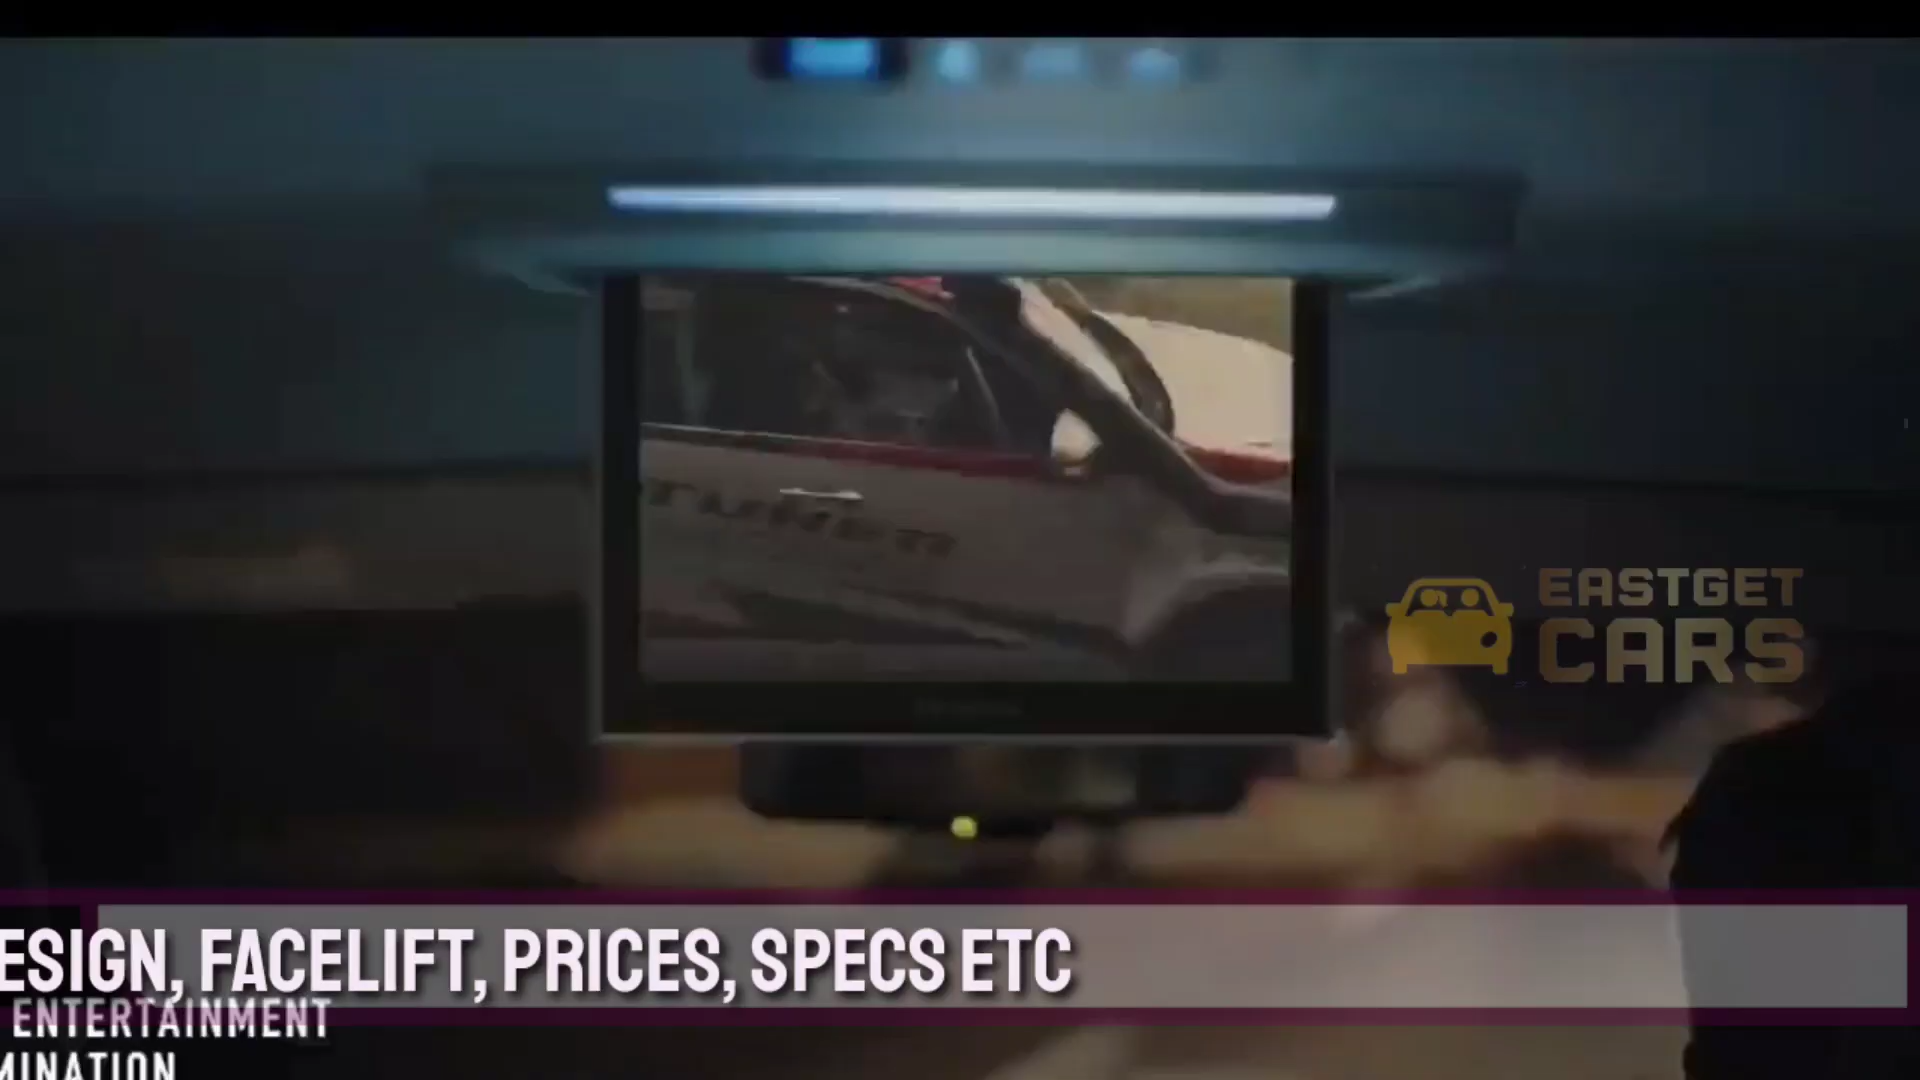 EASTGET
CARS
ESIGN, FACELIFT, PRICES, SPECS ETC
ENTERTAINMENT
MINATION